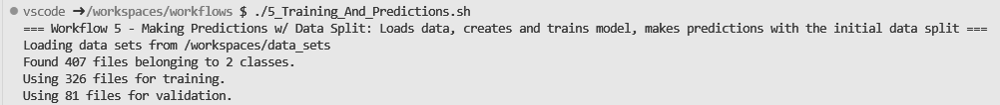 vscode ➜/workspaces/workflows $ ./5_Training_And_Predictions.sh
=== Workflow 5 - Making Predictions w/ Data Split: Loads data, creates and trains model, makes predictions with the initial data split ===
Loading data sets from /workspaces/data_sets
Found 407 files belonging to 2 classes.
Using 326 files for training.
Using 81 files for validation.